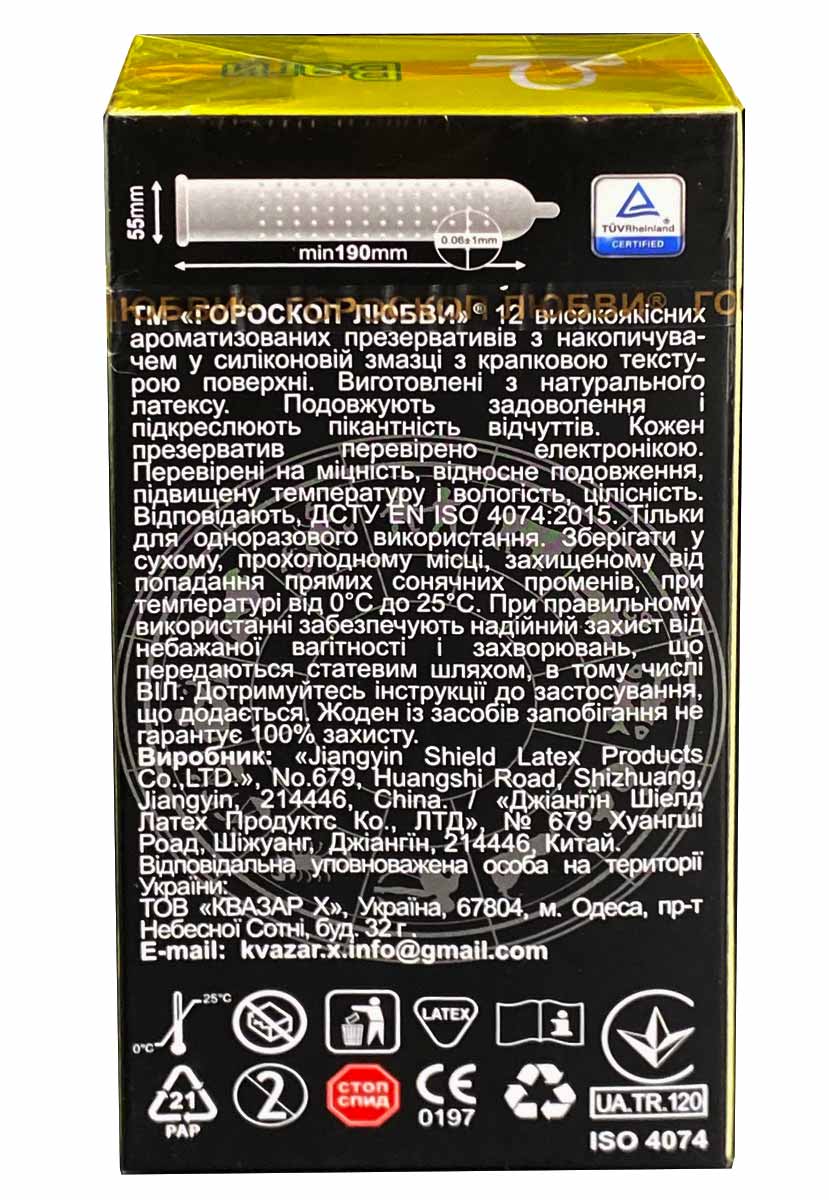 Ваги
55mm
0.06±1mm
min190mm
TÜVRheinland®
CERTIFIED
ЛЮБВИ® ГОРОСКОП ЛЮБВИ® ГО
ТМ «ГОРОСКОП ЛЮБВИ»® 12 високоякісних
ароматизованих презервативів з накопичува-
чем у силіконовій змазці з крапковою тексту-
рою поверхні. Виготовлені з натурального
латексу. Подовжують задоволення і
підкреслюють пікантність відчуттів. Кожен
презерватив перевірено електронікою.
Перевірені на міцність, відносне подовження,
підвищену температуру і вологість, цілісність.
Відповідають, ДСТУ EN ISO 4074:2015. Тільки
для одноразового використання. Зберігати у
сухому, прохолодному місці, захищеному від
попадання прямих сонячних променів, при
температурі від 0°С до 25°С. При правильному
використанні забезпечують надійний захист від
небажаної вагітності і захворювань, що
передаються статевим шляхом, в тому числі
ВІЛ. Дотримуйтесь інструкції до застосування,
що додається. Жоден із засобів запобігання не
гарантує 100% захисту.
Виробник: «Jiangyin Shield Latex Products
Co.,LTD.», No.679, Huangshi Road, Shizhuang,
Jiangyin, 214446, China. / «Джіангін Шіелд
Латех Продуктс Ко., ЛТД», № 679 Хуангші
Роад, Шіжуанг, Джіангін, 214446, Китай.
Відповідальна уповноважена особа на території
України:
ТОВ «КВАЗАР Х», Україна, 67804, м. Одеса, пр-т
Небесної Сотні, буд. 32 г.
E-mail: kvazar.x.info@gmail.com
25°C
0°C
LATEX
21
PAP
2
СТОП
СПИД
CE
0197
UA.TR.120
ISO 4074